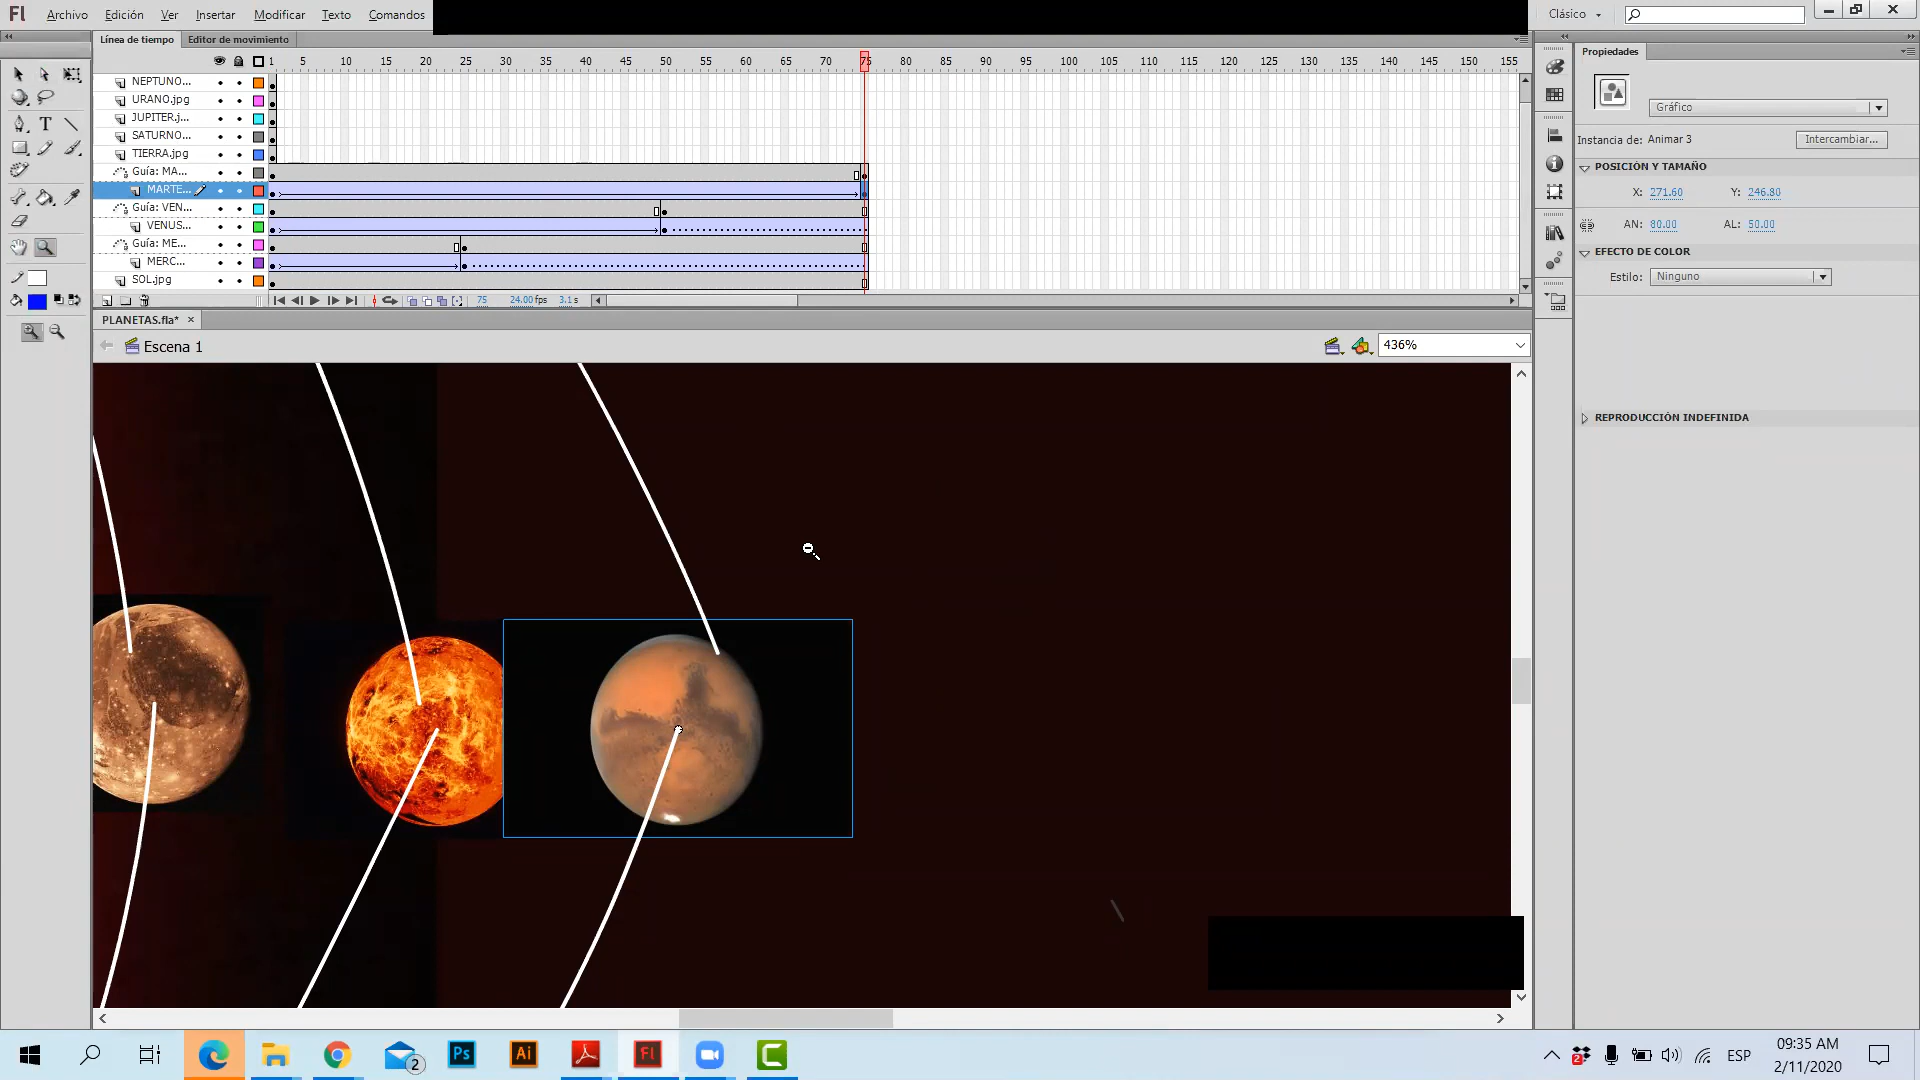 Fl Archivo Edición Ver Insertar Modificar Texto Comandos Clásico
Línea de tiempo Editor de movimiento
Propiedades
1 5 10 15 20 25 30 35 40 45 50 55 60 65 70 75 80 85 90 95 100 105 110 115 120 125 130 135 140 145 150 155
NEPTUNO...
URANO.jpg
JUPITER.j...
SATURNO...
TIERRA.jpg
Guía: MA...
MARTE...
Guía: VEN...
VENUS...
Guía: ME...
MERC...
SOL.jpg
75 24.00 fps 3.1 s
Gráfico
Instancia de: Animar 3 Intercambiar...
POSICIÓN Y TAMAÑO
X: 271.60 Y: 246.80
AN: 80.00 AL: 50.00
EFECTO DE COLOR
Estilo: Ninguno
REPRODUCCIÓN INDEFINIDA
PLANETAS.fla* ×
Escena 1 436%
2 Ps Ai Fl 2 ESP
09:35 AM
2/11/2020